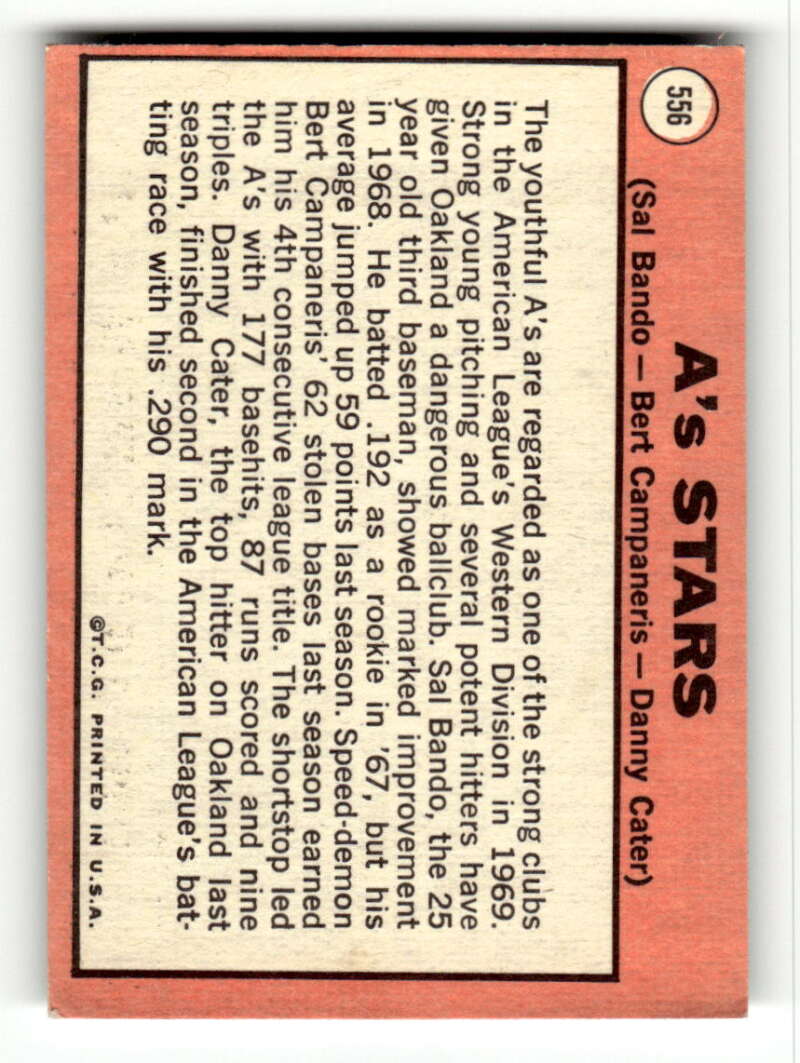 556
A's STARS
(Sal Bando — Bert Campaneris — Danny Cater)
The youthful A's are regarded as one of the strong clubs
in the American League's Western Division in 1969.
Strong young pitching and several potent hitters have
given Oakland a dangerous ballclub. Sal Bando, the 25
year old third baseman, showed marked improvement
in 1968. He batted .192 as a rookie in '67, but his
average jumped up 59 points last season. Speed-demon
Bert Campaneris' 62 stolen bases last season earned
him his 4th consecutive league title. The shortstop led
the A's with 177 basehits, 87 runs scored and nine
triples. Danny Cater, the top hitter on Oakland last
season, finished second in the American League's bat-
ting race with his .290 mark.
©T.C.G. PRINTED IN U.S.A.